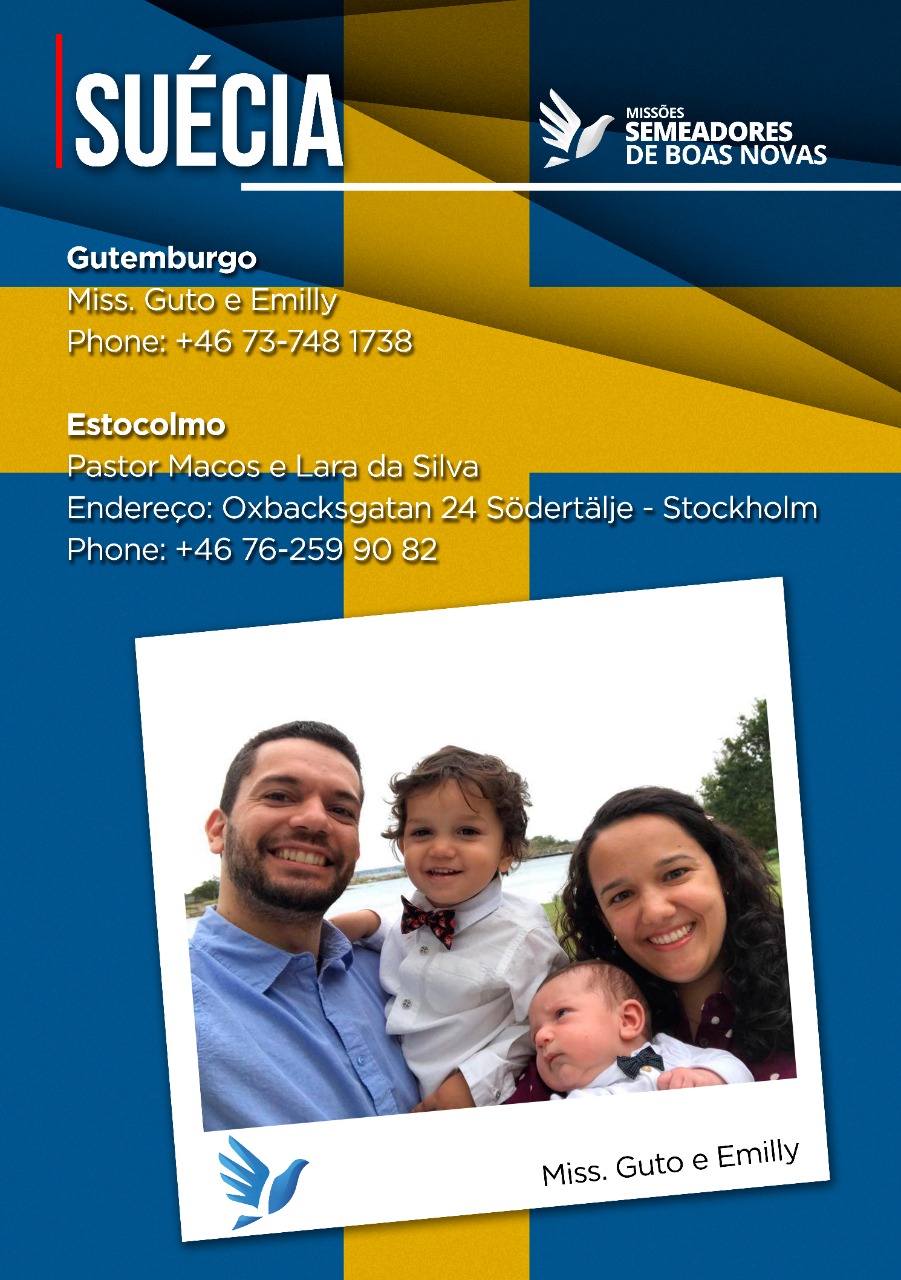 SUÉCIA
MISSÕES
SEMEADORES
DE BOAS NOVAS
Gutemburgo
Miss. Guto e Emilly
Phone: +46 73-748 1738
Estocolmo
Pastor Macos e Lara da Silva
Endereço: Oxbacksgatan 24 Södertälje - Stockholm
Phone: +46 76-259 90 82
Miss. Guto e Emilly